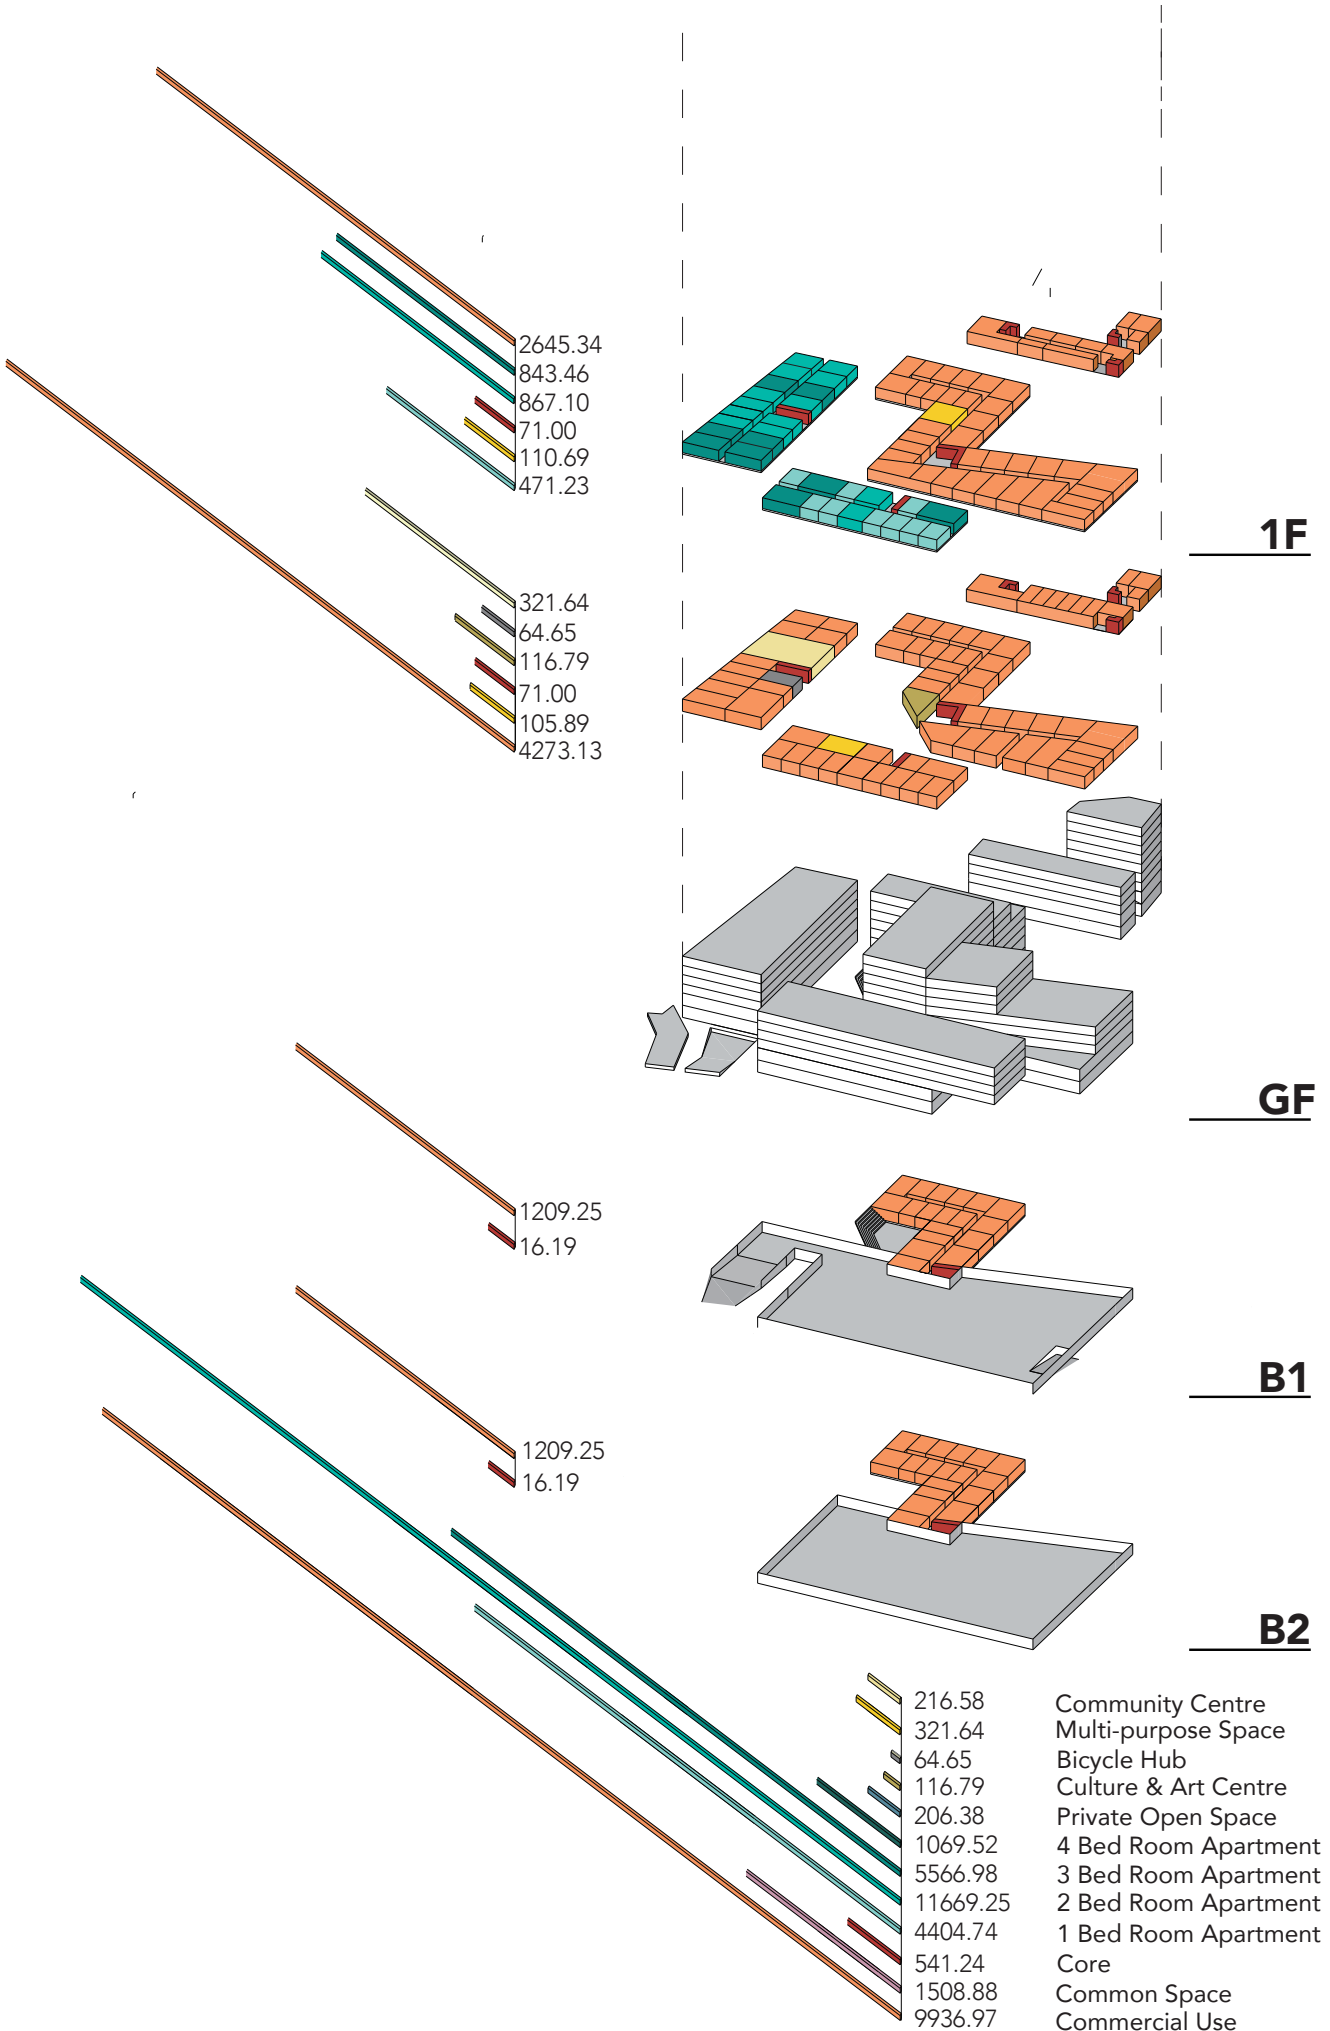 2645.34
843.46
867.10
71.00
110.69
471.23
1F
321.64
64.65
116.79
71.00
105.89
4273.13
GF
1209.25
16.19
B1
1209.25
16.19
B2
216.58 Community Centre
321.64 Multi-purpose Space
64.65 Bicycle Hub
116.79 Culture & Art Centre
206.38 Private Open Space
1069.52 4 Bed Room Apartment
5566.98 3 Bed Room Apartment
11669.25 2 Bed Room Apartment
4404.74 1 Bed Room Apartment
541.24 Core
1508.88 Common Space
9936.97 Commercial Use